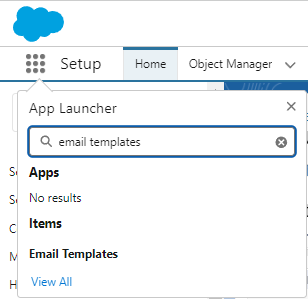 Setup
Home
Object Manager
App Launcher
email templates
Apps
No results
Items
Email Templates
View All